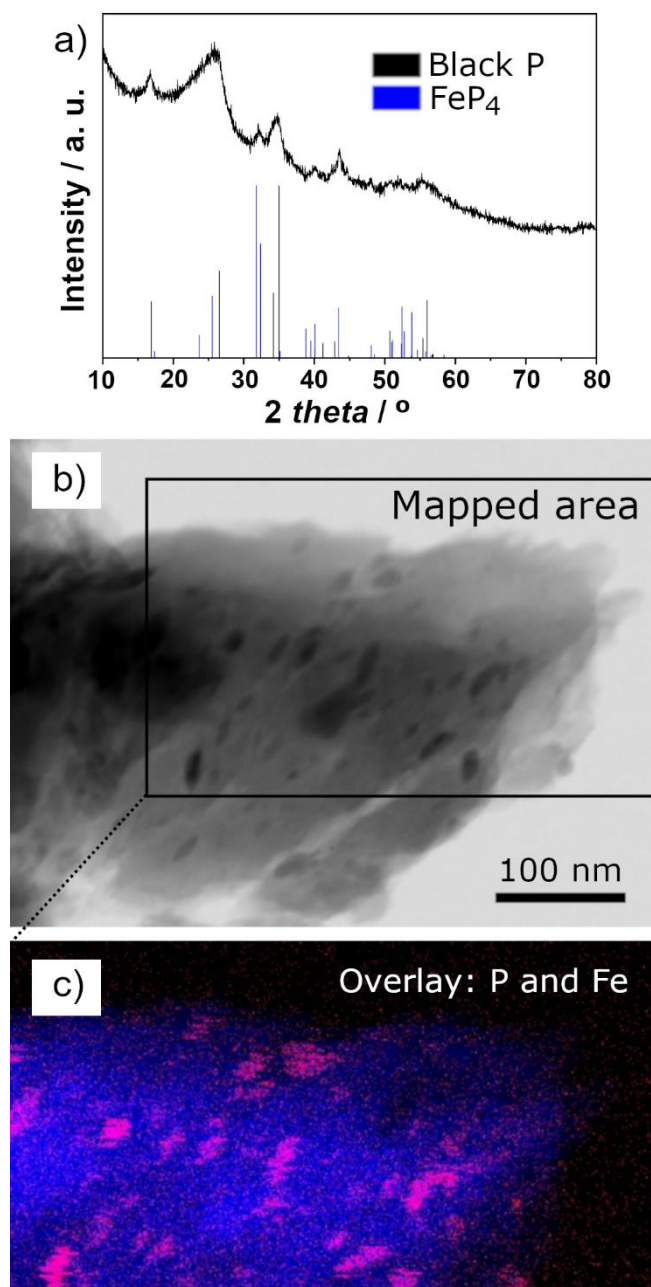 a)
Black P
FeP₄
Intensity / a. u.
10 20 30 40 50 60 70 80
2 theta / º
b)
Mapped area
100 nm
c)
Overlay: P and Fe